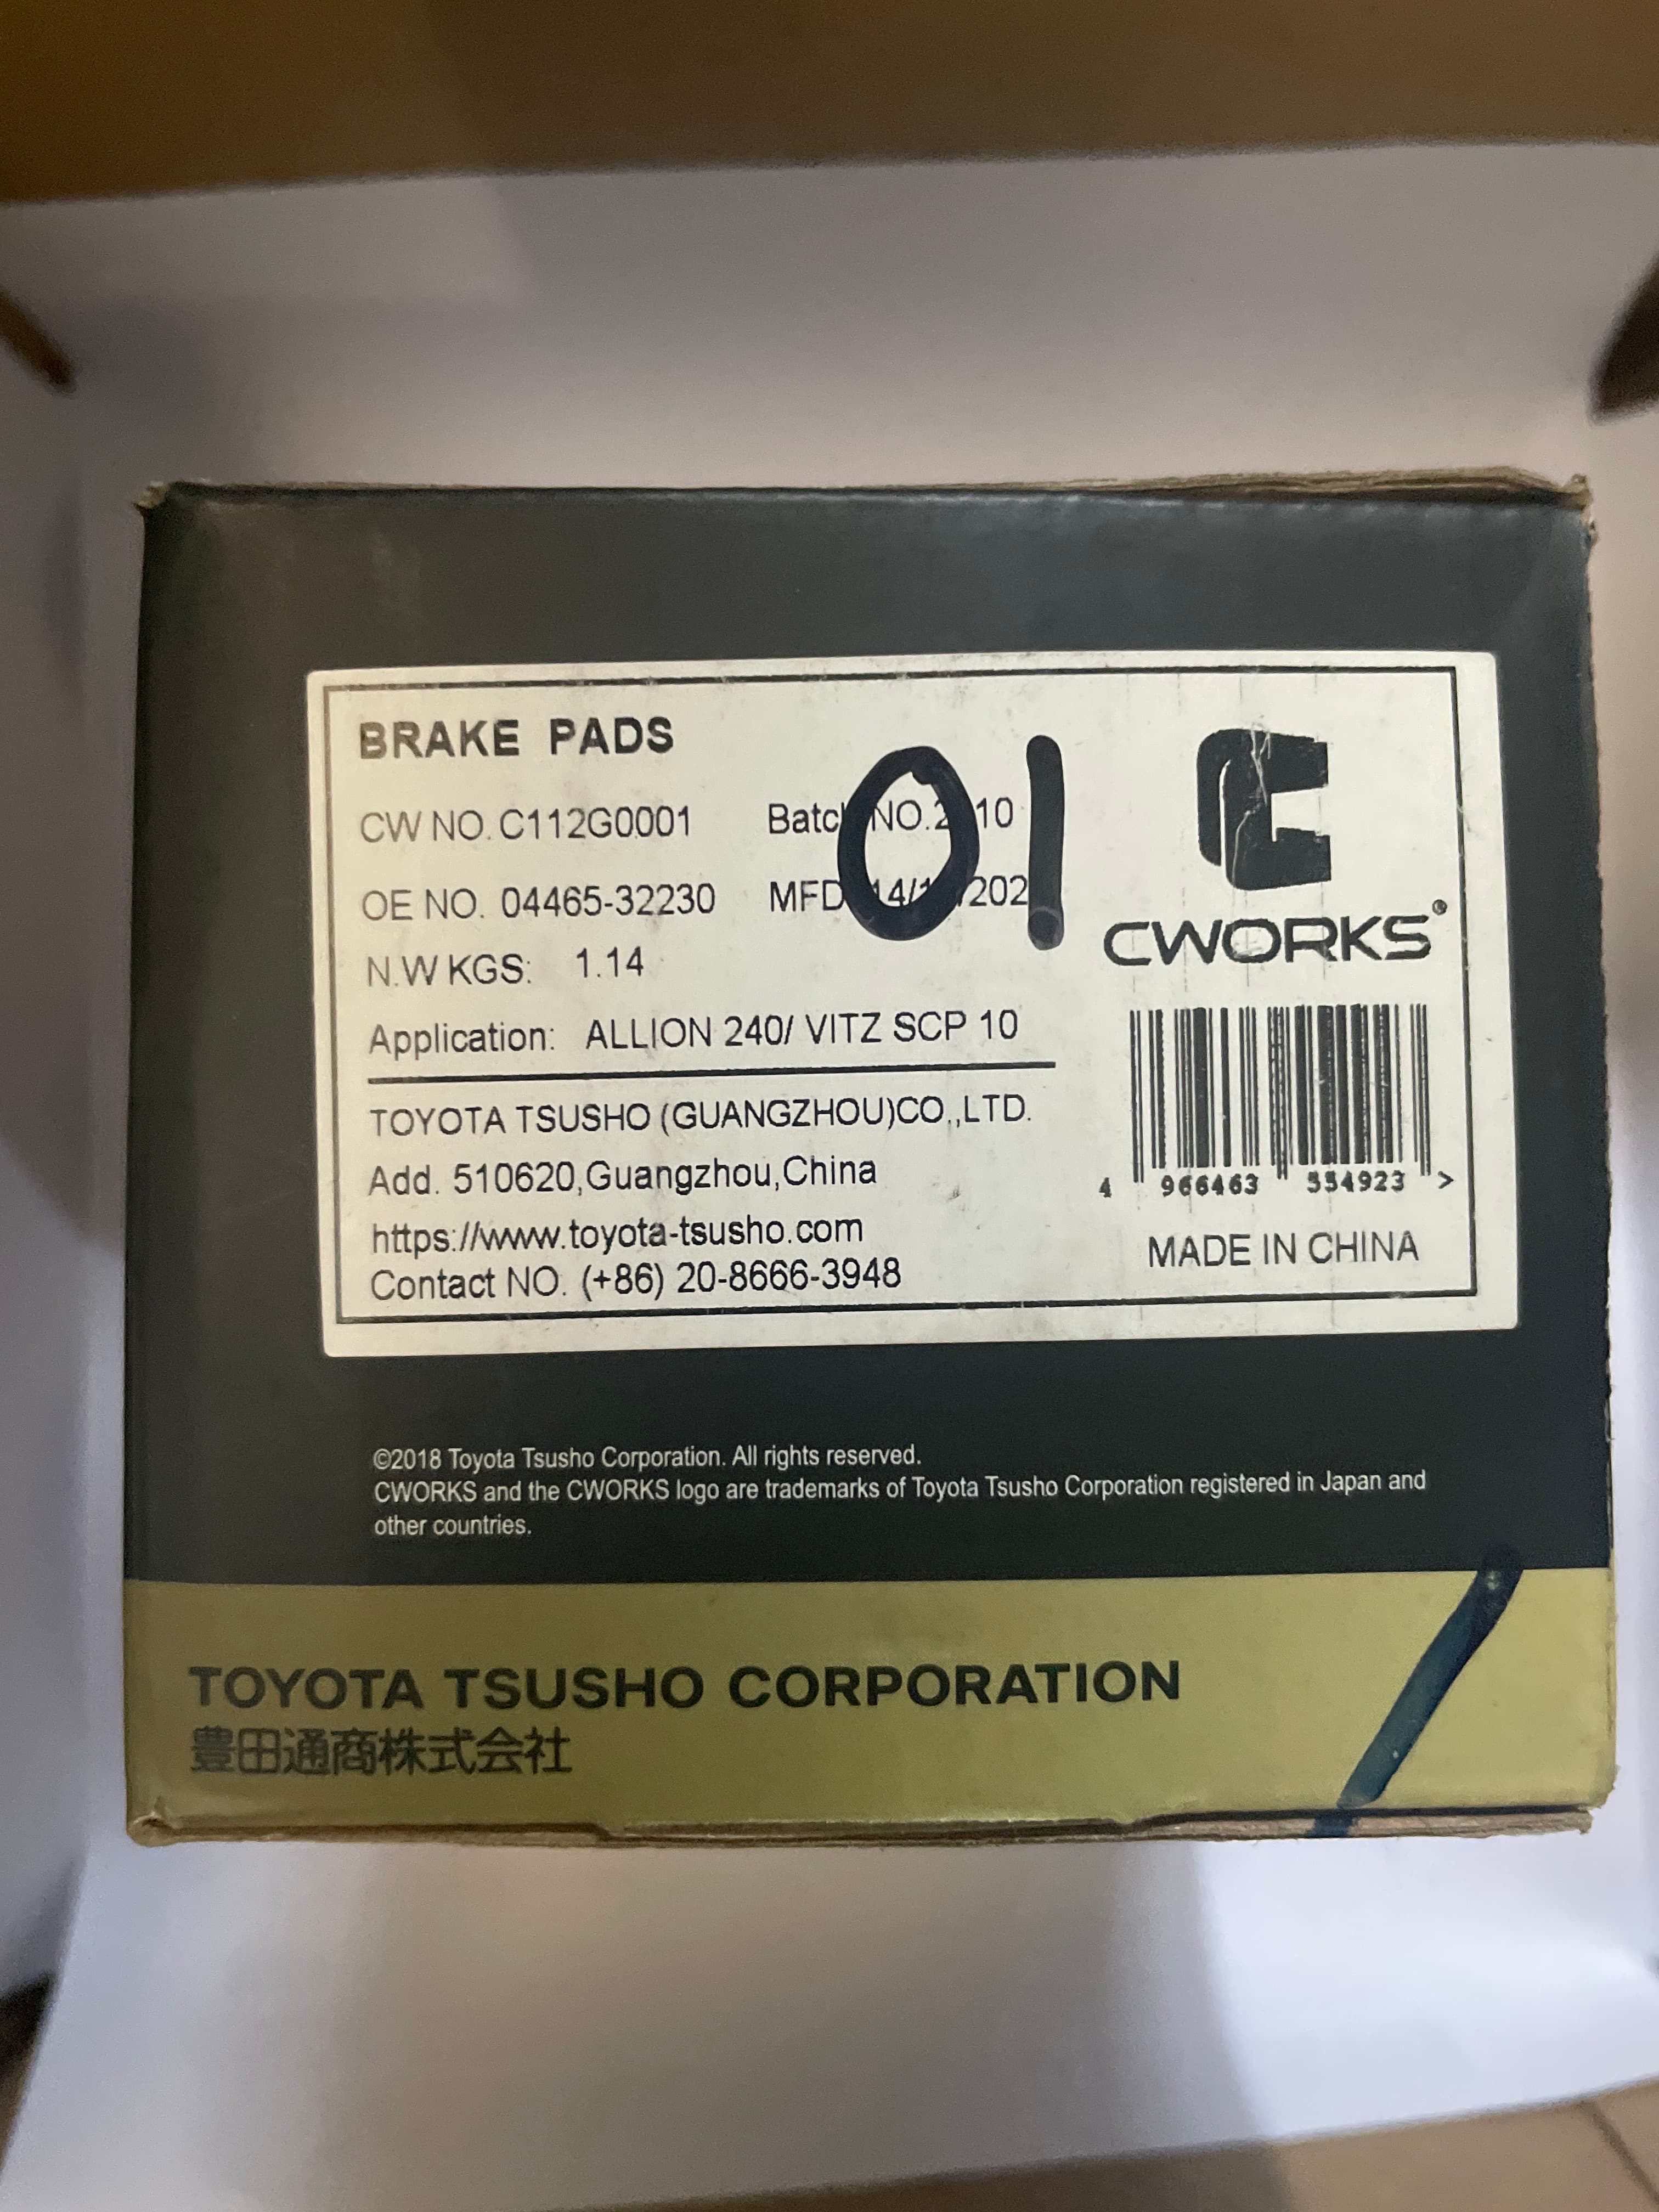 BRAKE PADS
01
CW NO. C112G0001
OE NO. 04465-32230
N.W KGS: 1.14
Application: ALLION 240/ VITZ SCP 10
TOYOTA TSUSHO (GUANGZHOU)CO.,LTD.
Add. 510620,Guangzhou,China
https://www.toyota-tsusho.com
Contact NO. (+86) 20-8666-3948
CWORKS®
4 966463 554923 >
MADE IN CHINA
©2018 Toyota Tsusho Corporation. All rights reserved.
CWORKS and the CWORKS logo are trademarks of Toyota Tsusho Corporation registered in Japan and
other countries.
TOYOTA TSUSHO CORPORATION
豊田通商株式会社